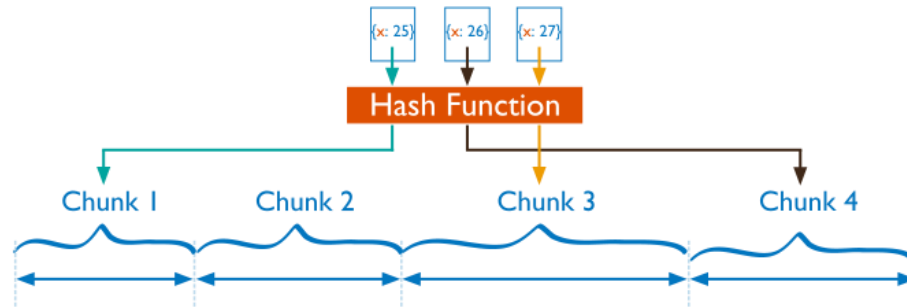 {x: 25} {x: 26} {x: 27}
Hash Function
Chunk 1 Chunk 2 Chunk 3 Chunk 4